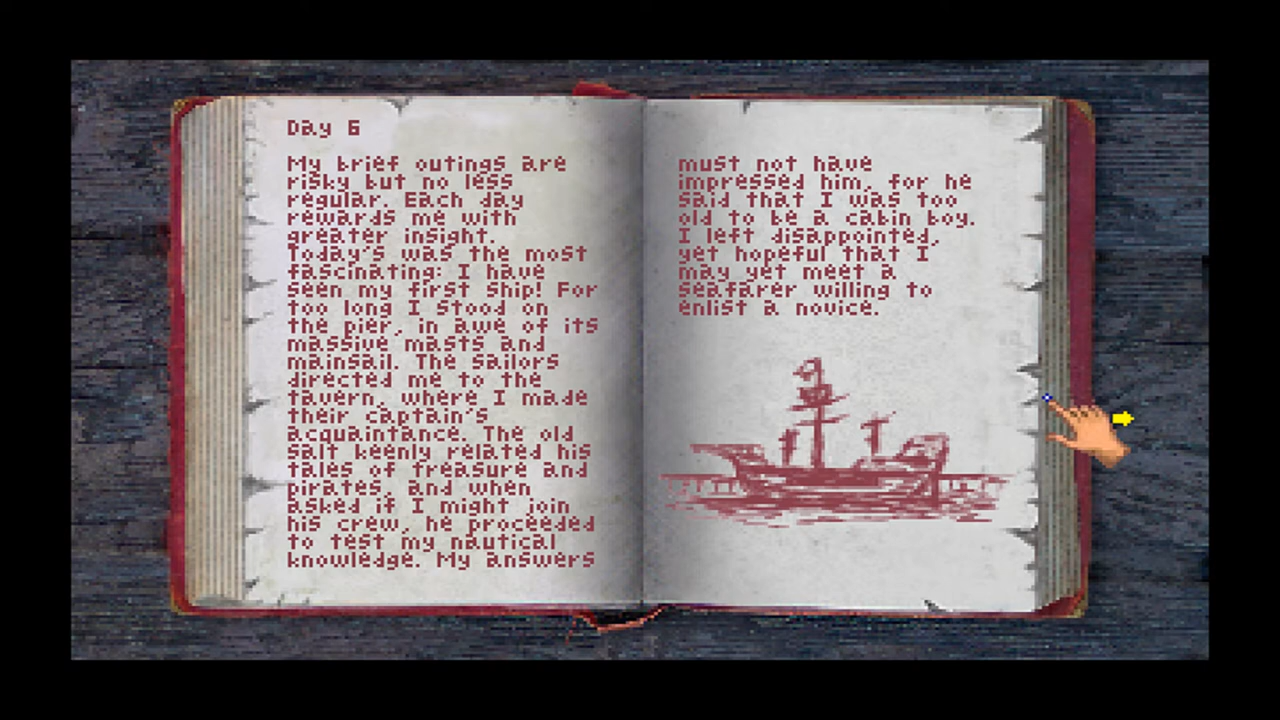 Day 6
My brief outings are
risky but no less
regular. Each day
rewards me with
greater insight.
Today's was the most
fascinating: I have
seen my first ship! For
too long I stood on
the pier, in awe of its
massive masts and
mainsail. The sailors
directed me to the
tavern, where I made
their captain's
acquaintance. The old
salt keenly related his
tales of treasure and
pirates, and when
asked if I might join
his crew, he proceeded
to test my nautical
knowledge. My answers
must not have
impressed him, for he
said that I was too
old to be a cabin boy.
I left disappointed,
yet hopeful that I
may yet meet a
seafarer willing to
enlist a novice.